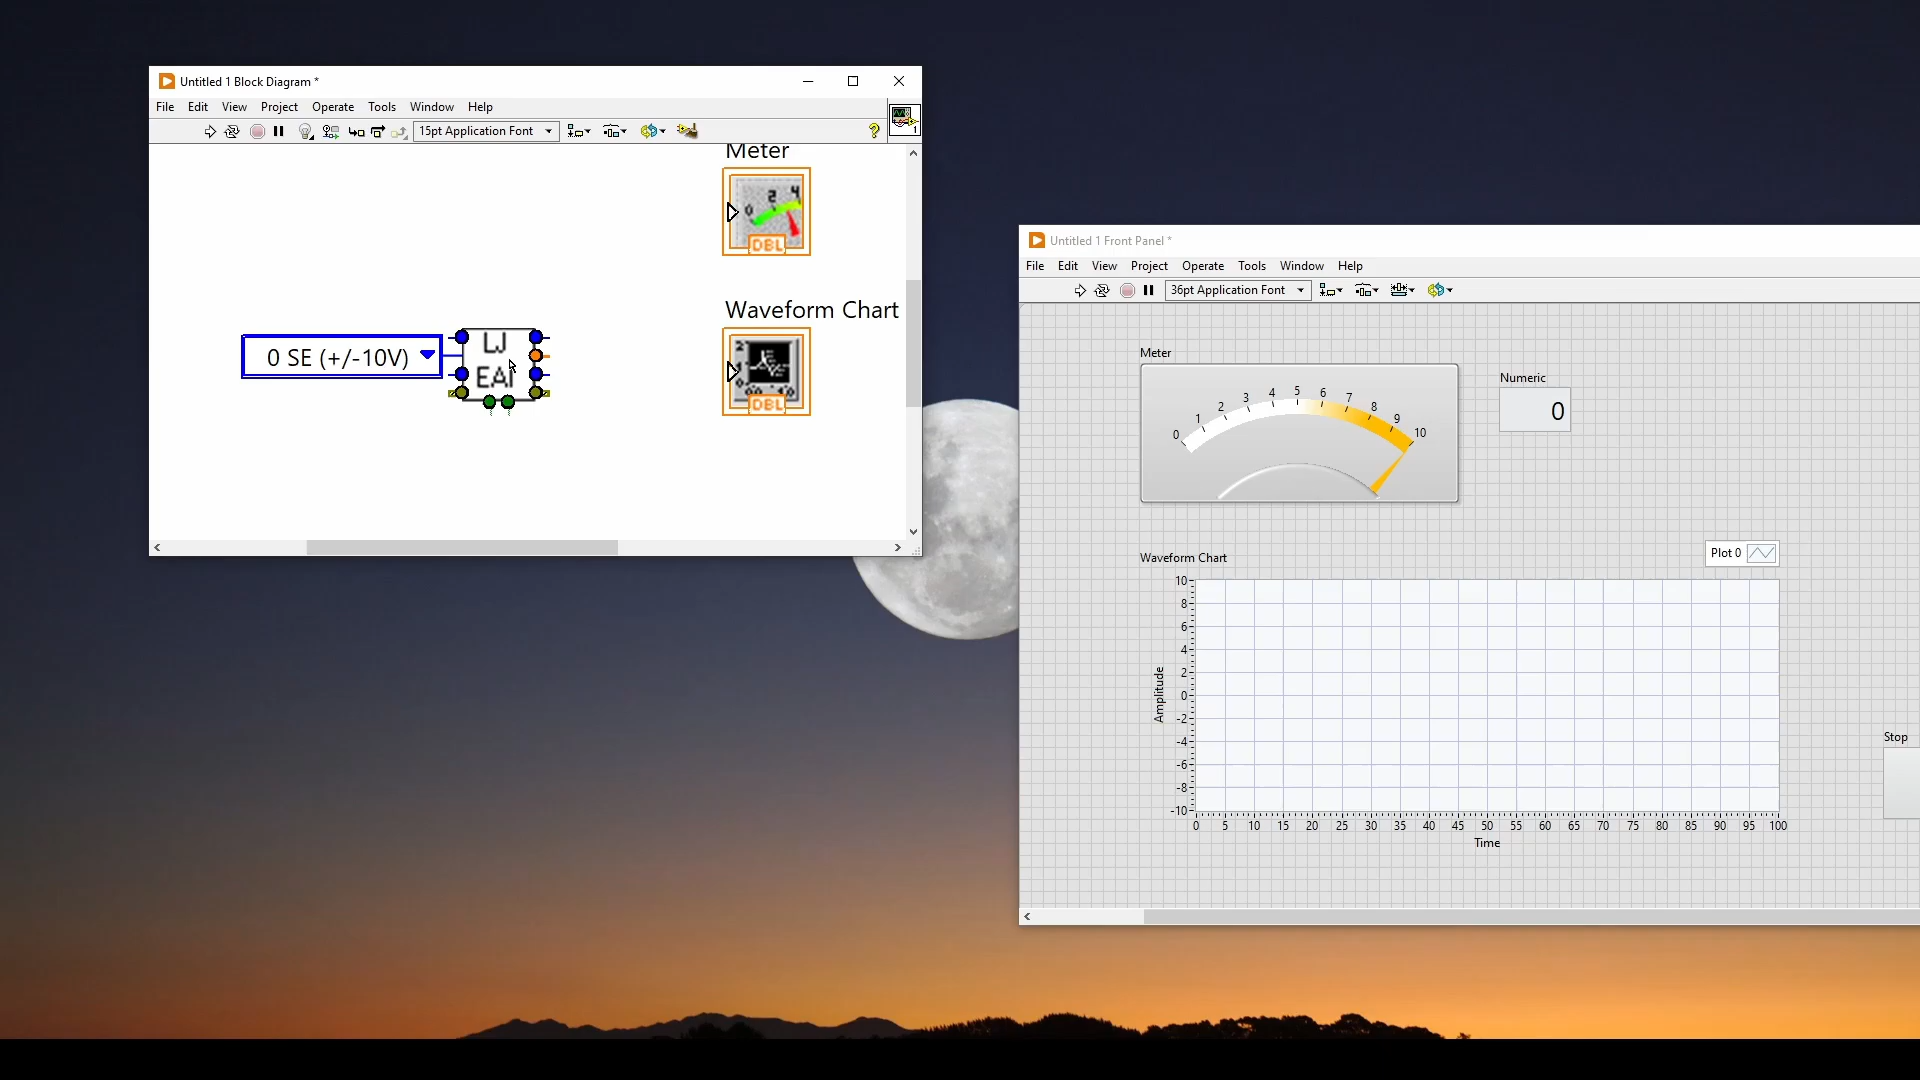 Untitled 1 Block Diagram *
File Edit View Project Operate Tools Window Help
15pt Application Font
1
Meter
0 2 4
DBL
Waveform Chart
DBL
0 SE (+/-10V)
LJ
EAI
Untitled 1 Front Panel *
File Edit View Project Operate Tools Window Help
36pt Application Font
Meter
0 1 2 3 4 5 6 7 8 9 10
Numeric
0
Waveform Chart
Plot 0
Amplitude
10
8
6
4
2
0
-2
-4
-6
-8
-10
0 5 10 15 20 25 30 35 40 45 50 55 60 65 70 75 80 85 90 95 100
Time
Stop